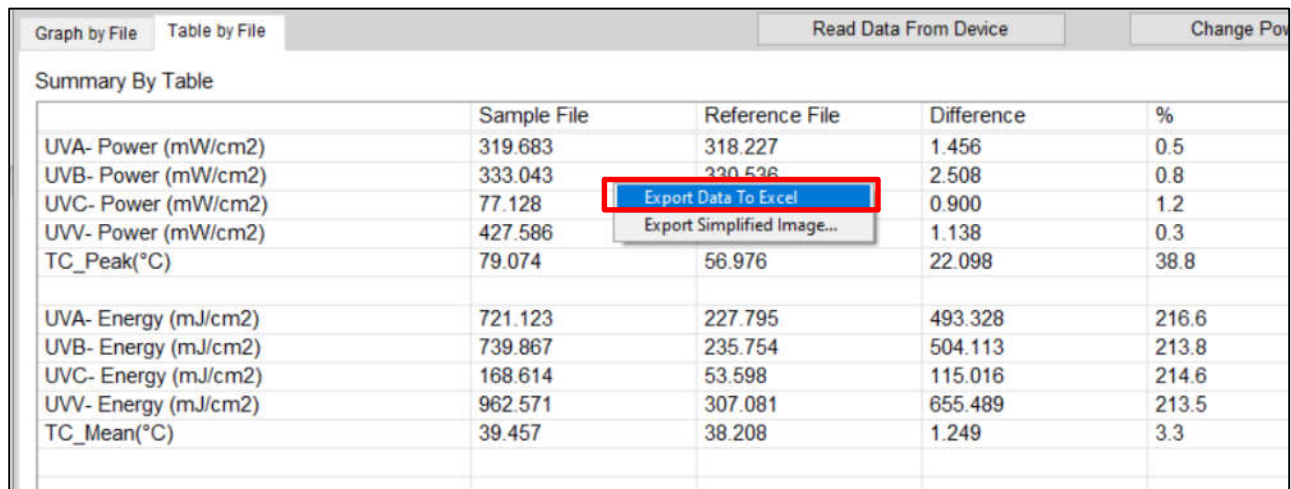 Graph by File Table by File Read Data From Device Change Pow
Summary By Table
Sample File Reference File Difference %
UVA- Power (mW/cm2) 319.683 318.227 1.456 0.5
UVB- Power (mW/cm2) 333.043 330.536 2.508 0.8
UVC- Power (mW/cm2) 77.128 Export Data To Excel 0.900 1.2
UVV- Power (mW/cm2) 427.586 Export Simplified Image... 1.138 0.3
TC_Peak(°C) 79.074 56.976 22.098 38.8
UVA- Energy (mJ/cm2) 721.123 227.795 493.328 216.6
UVB- Energy (mJ/cm2) 739.867 235.754 504.113 213.8
UVC- Energy (mJ/cm2) 168.614 53.598 115.016 214.6
UVV- Energy (mJ/cm2) 962.571 307.081 655.489 213.5
TC_Mean(°C) 39.457 38.208 1.249 3.3